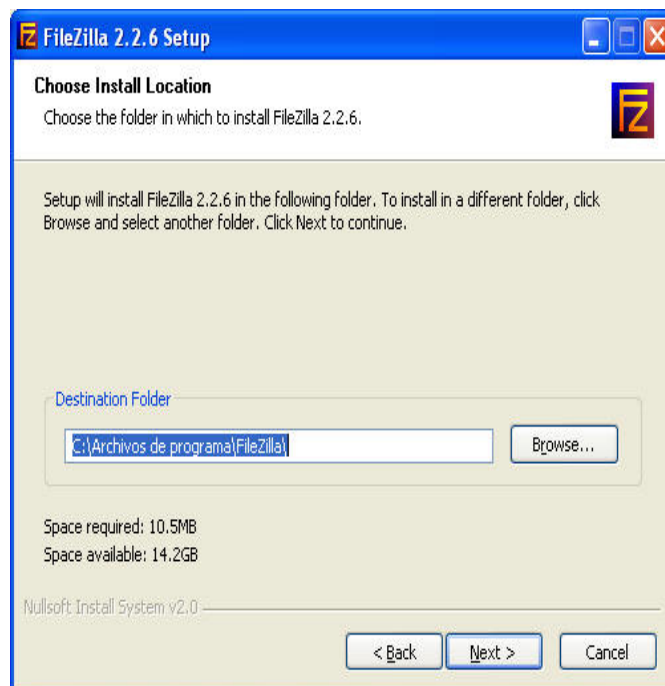 FileZilla 2.2.6 Setup
Choose Install Location
Choose the folder in which to install FileZilla 2.2.6.
FZ
Setup will install FileZilla 2.2.6 in the following folder. To install in a different folder, click
Browse and select another folder. Click Next to continue.
Destination Folder
C:\Archivos de programa\FileZilla\
Browse...
Space required: 10.5MB
Space available: 14.2GB
Nullsoft Install System v2.0
< Back
Next >
Cancel